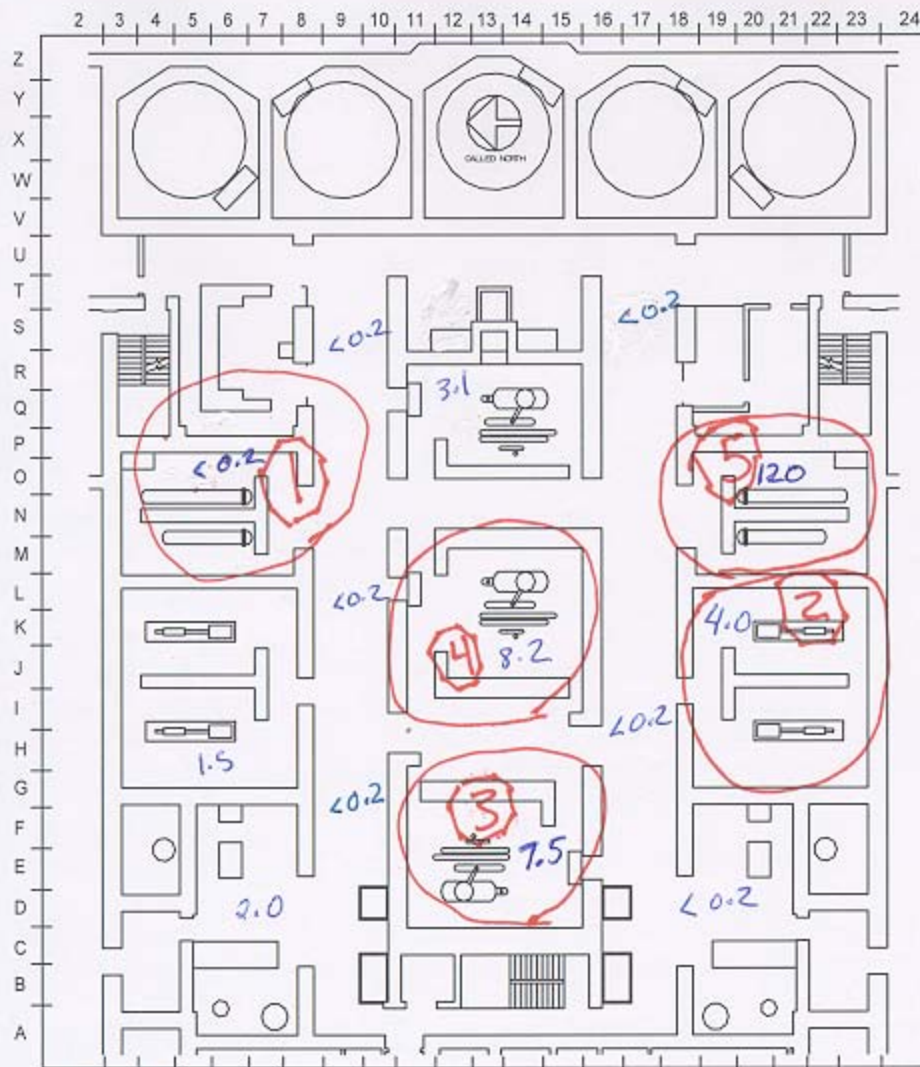 2 3 4 5 6 7 8 9 10 11 12 13 14 15 16 17 18 19 20 21 22 23 24
Z
Y
X
CALLED NORTH
W
V
U
T
<0.2
S
<0.2
R
3.1
Q
P
<0.2 1
5 120
O
N
M
L
<0.2
2
K
4.0
4 8.2
J
I
<0.2
H
1.5
G
<0.2
3
F
7.5
E
D
2.0
<0.2
C
B
A